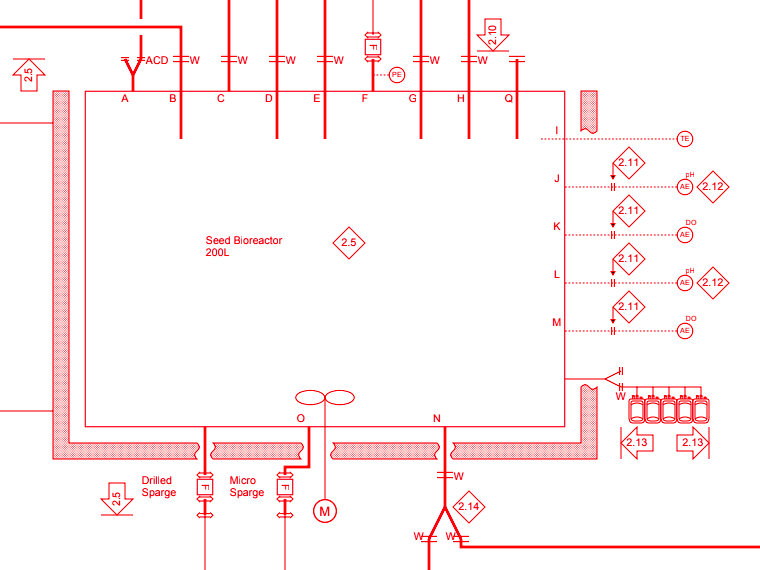 2.10
F
ACD
W
W
W
W
W
W
2.5
PE
A
B
C
D
E
F
G
H
Q
I
TE
2.11
J
pH
AE
2.12
2.11
K
DO
AE
Seed Bioreactor
200L
2.5
2.11
L
pH
AE
2.12
2.11
M
DO
AE
W
O
N
2.13
2.13
Drilled
Sparge
F
Micro
Sparge
F
W
2.5
M
2.14
W
W